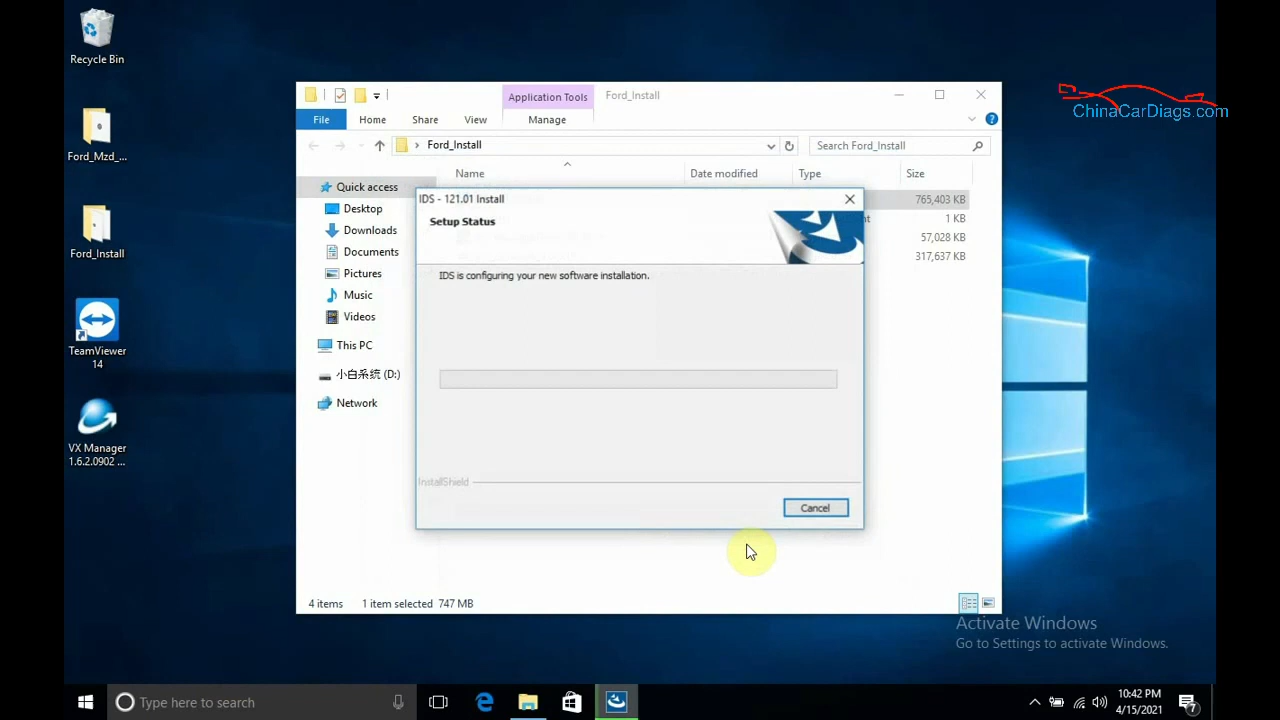 Recycle Bin
Ford_Mzd_...
Ford_Install
TeamViewer
14
VX Manager
1.6.2.0902 ...
Application Tools
Ford_Install
File
Home
Share
View
Manage
Ford_Install
Search Ford_Install
Name
Date modified
Type
Size
Quick access
Desktop
Downloads
Documents
Pictures
Music
Videos
This PC
小白系统 (D:)
Network
765,403 KB
1 KB
57,028 KB
317,637 KB
IDS - 121.01 Install
Setup Status
IDS is configuring your new software installation.
InstallShield
Cancel
4 items
1 item selected 747 MB
ChinaCarDiags.com
Activate Windows
Go to Settings to activate Windows.
Type here to search
10:42 PM
4/15/2021
7